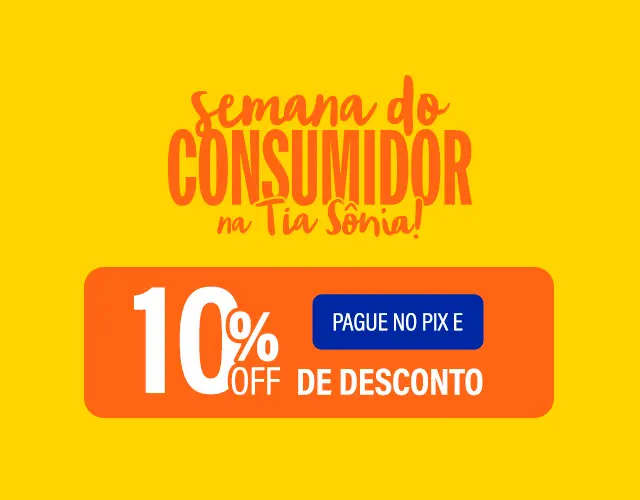 semana do
CONSUMIDOR
na Tia Sônia!
10% OFF
PAGUE NO PIX E
DE DESCONTO